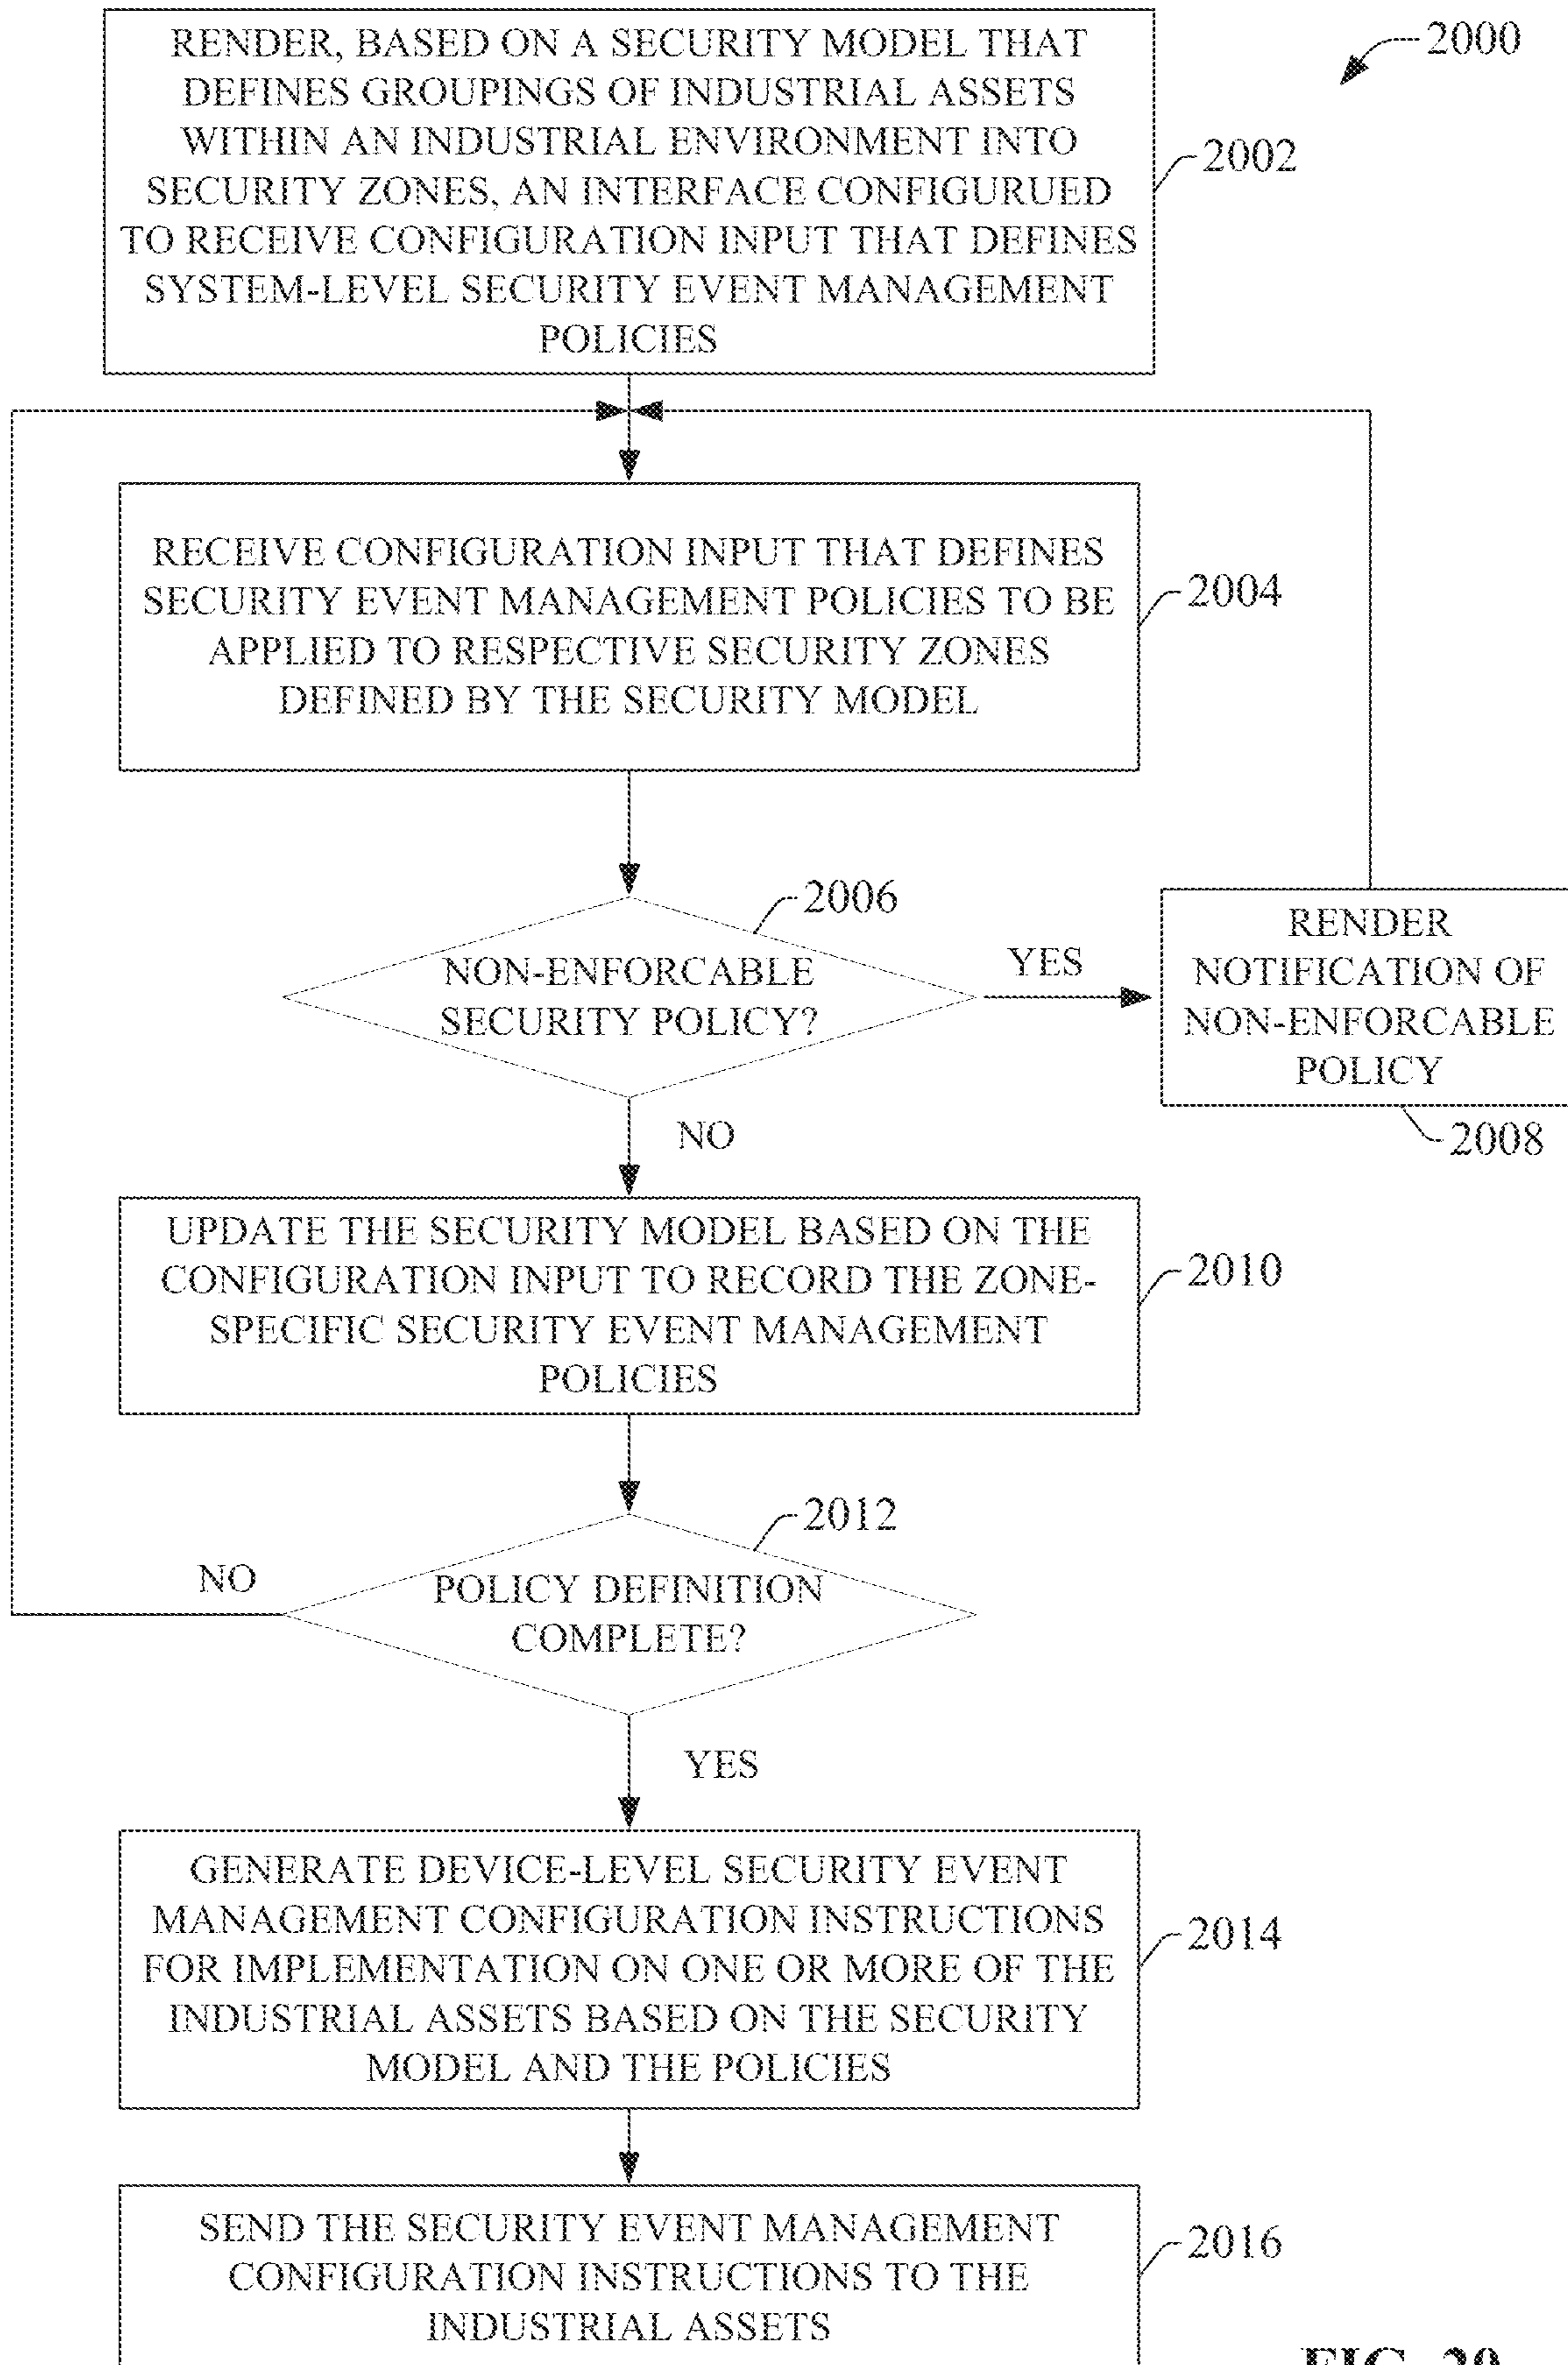 2000
RENDER, BASED ON A SECURITY MODEL THAT
DEFINES GROUPINGS OF INDUSTRIAL ASSETS
WITHIN AN INDUSTRIAL ENVIRONMENT INTO
SECURITY ZONES, AN INTERFACE CONFIGURUED
TO RECEIVE CONFIGURATION INPUT THAT DEFINES
SYSTEM-LEVEL SECURITY EVENT MANAGEMENT
POLICIES
2002
RECEIVE CONFIGURATION INPUT THAT DEFINES
SECURITY EVENT MANAGEMENT POLICIES TO BE
APPLIED TO RESPECTIVE SECURITY ZONES
DEFINED BY THE SECURITY MODEL
2004
2006
NON-ENFORCABLE
SECURITY POLICY?
YES
RENDER
NOTIFICATION OF
NON-ENFORCABLE
POLICY
2008
NO
UPDATE THE SECURITY MODEL BASED ON THE
CONFIGURATION INPUT TO RECORD THE ZONE-
SPECIFIC SECURITY EVENT MANAGEMENT
POLICIES
2010
2012
NO
POLICY DEFINITION
COMPLETE?
YES
GENERATE DEVICE-LEVEL SECURITY EVENT
MANAGEMENT CONFIGURATION INSTRUCTIONS
FOR IMPLEMENTATION ON ONE OR MORE OF THE
INDUSTRIAL ASSETS BASED ON THE SECURITY
MODEL AND THE POLICIES
2014
SEND THE SECURITY EVENT MANAGEMENT
CONFIGURATION INSTRUCTIONS TO THE
INDUSTRIAL ASSETS
2016
FIG. 20